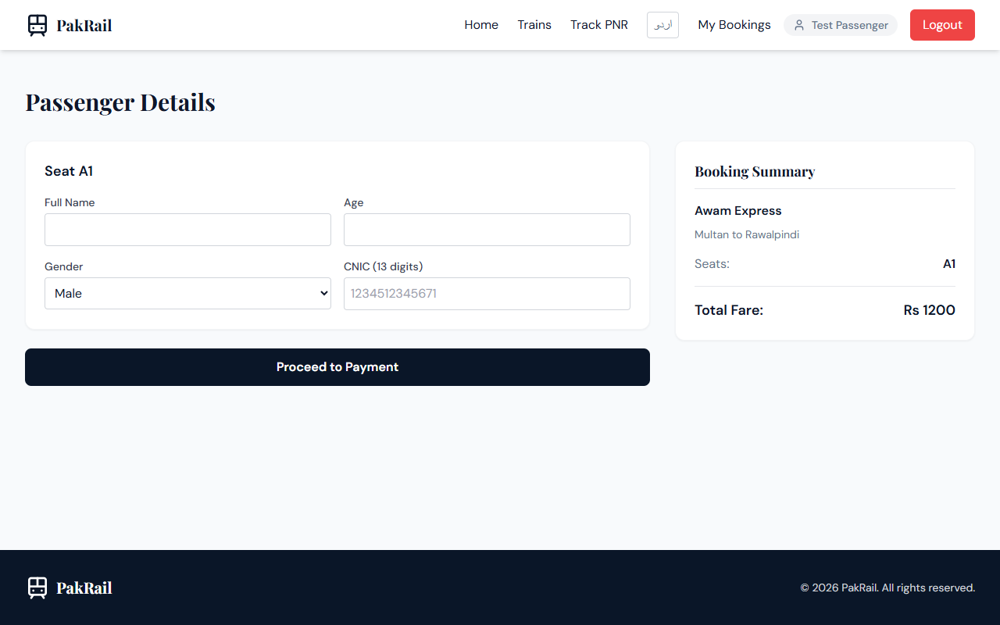 PakRail
Home
Trains
Track PNR
اردو
My Bookings
Test Passenger
Logout
Passenger Details
Seat A1
Full Name
Age
Gender
CNIC (13 digits)
Male
1234512345671
Proceed to Payment
Booking Summary
Awam Express
Multan to Rawalpindi
Seats: A1
Total Fare: Rs 1200
PakRail
© 2026 PakRail. All rights reserved.